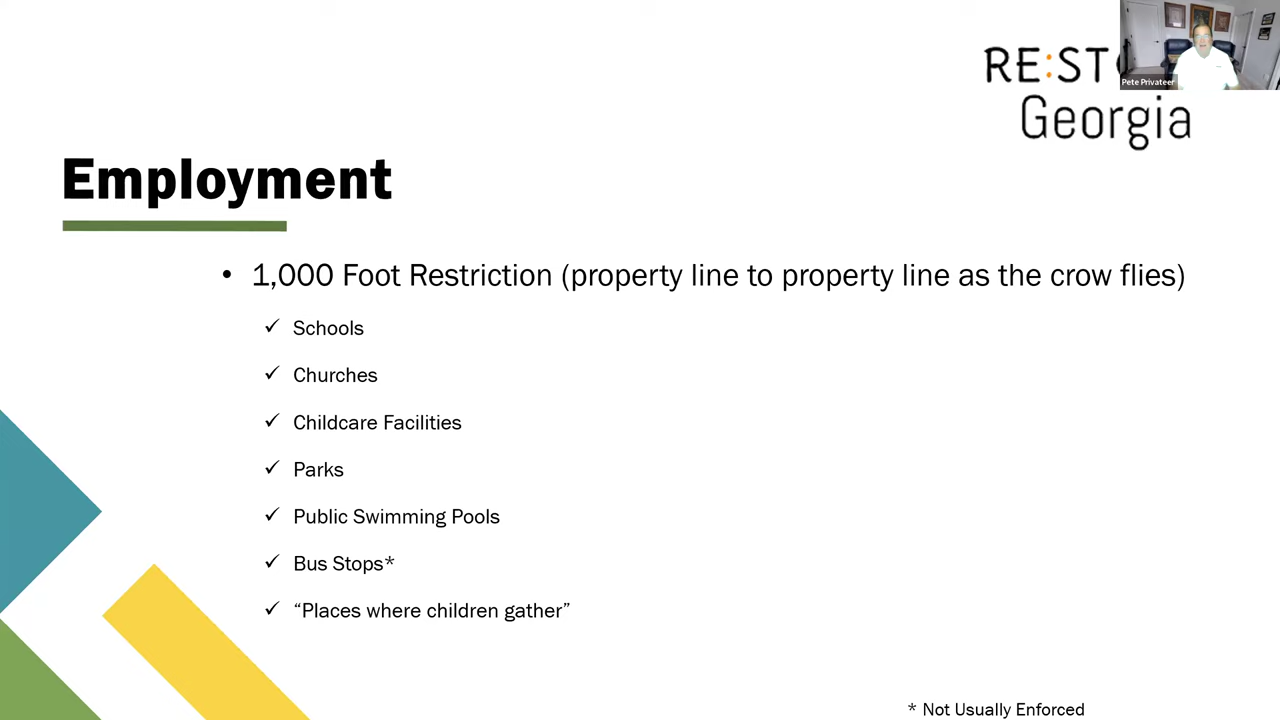 RE:STO
Georgia
Pete Privateer
Employment
• 1,000 Foot Restriction (property line to property line as the crow flies)
✓ Schools
✓ Churches
✓ Childcare Facilities
✓ Parks
✓ Public Swimming Pools
✓ Bus Stops*
✓ “Places where children gather”
* Not Usually Enforced